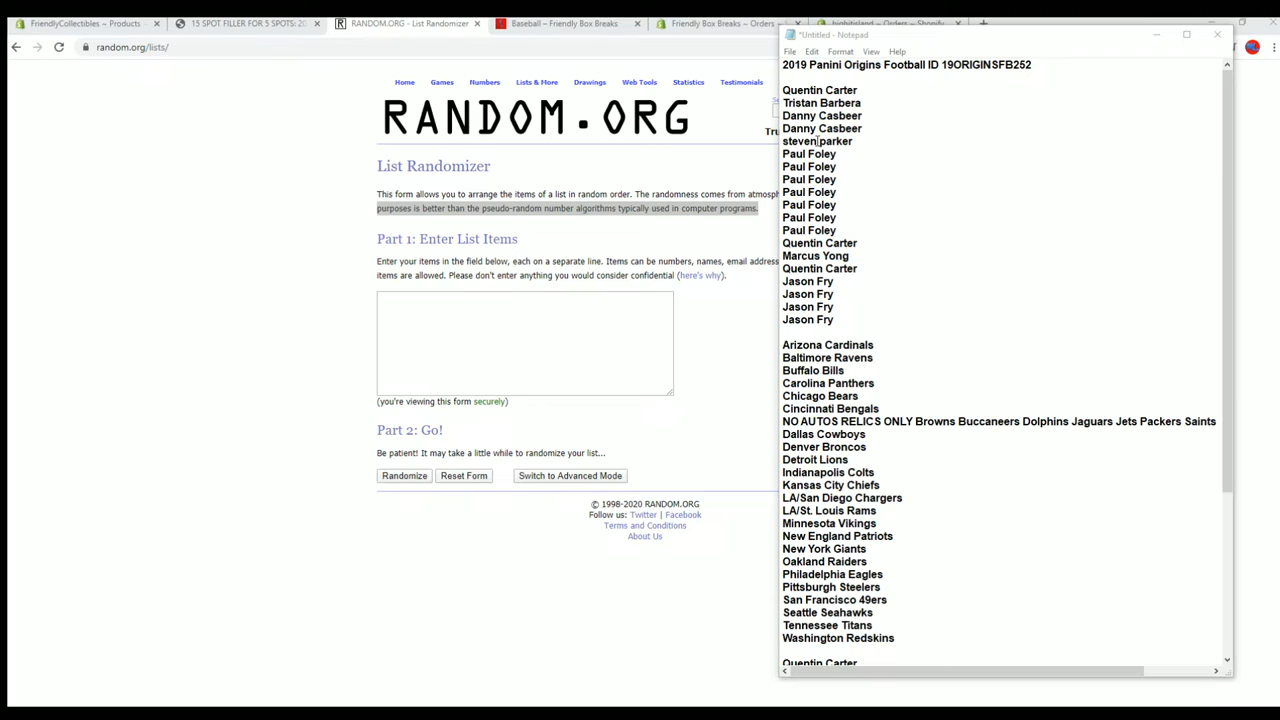 FriendlyCollectibles ~ Products
15 SPOT FILLER FOR 5 SPOTS: 20
RANDOM.ORG - List Randomizer
Baseball – Friendly Box Breaks
Friendly Box Breaks ~ Orders
highbitisland ~ Orders ~ Shopify
random.org/lists/
Home Games Numbers Lists & More Drawings Web Tools Statistics Testimonials
RANDOM.ORG
Tru
List Randomizer
This form allows you to arrange the items of a list in random order. The randomness comes from atmosph
purposes is better than the pseudo-random number algorithms typically used in computer programs.
Part 1: Enter List Items
Enter your items in the field below, each on a separate line. Items can be numbers, names, email address
items are allowed. Please don't enter anything you would consider confidential (here's why).
(you're viewing this form securely)
Part 2: Go!
Be patient! It may take a little while to randomize your list...
Randomize Reset Form Switch to Advanced Mode
© 1998-2020 RANDOM.ORG
Follow us: Twitter | Facebook
Terms and Conditions
About Us
*Untitled - Notepad
File Edit Format View Help
2019 Panini Origins Football ID 19ORIGINSFB252
Quentin Carter
Tristan Barbera
Danny Casbeer
Danny Casbeer
steven parker
Paul Foley
Paul Foley
Paul Foley
Paul Foley
Paul Foley
Paul Foley
Paul Foley
Quentin Carter
Marcus Yong
Quentin Carter
Jason Fry
Jason Fry
Jason Fry
Jason Fry
Arizona Cardinals
Baltimore Ravens
Buffalo Bills
Carolina Panthers
Chicago Bears
Cincinnati Bengals
NO AUTOS RELICS ONLY Browns Buccaneers Dolphins Jaguars Jets Packers Saints
Dallas Cowboys
Denver Broncos
Detroit Lions
Indianapolis Colts
Kansas City Chiefs
LA/San Diego Chargers
LA/St. Louis Rams
Minnesota Vikings
New England Patriots
New York Giants
Oakland Raiders
Philadelphia Eagles
Pittsburgh Steelers
San Francisco 49ers
Seattle Seahawks
Tennessee Titans
Washington Redskins
Quentin Carter